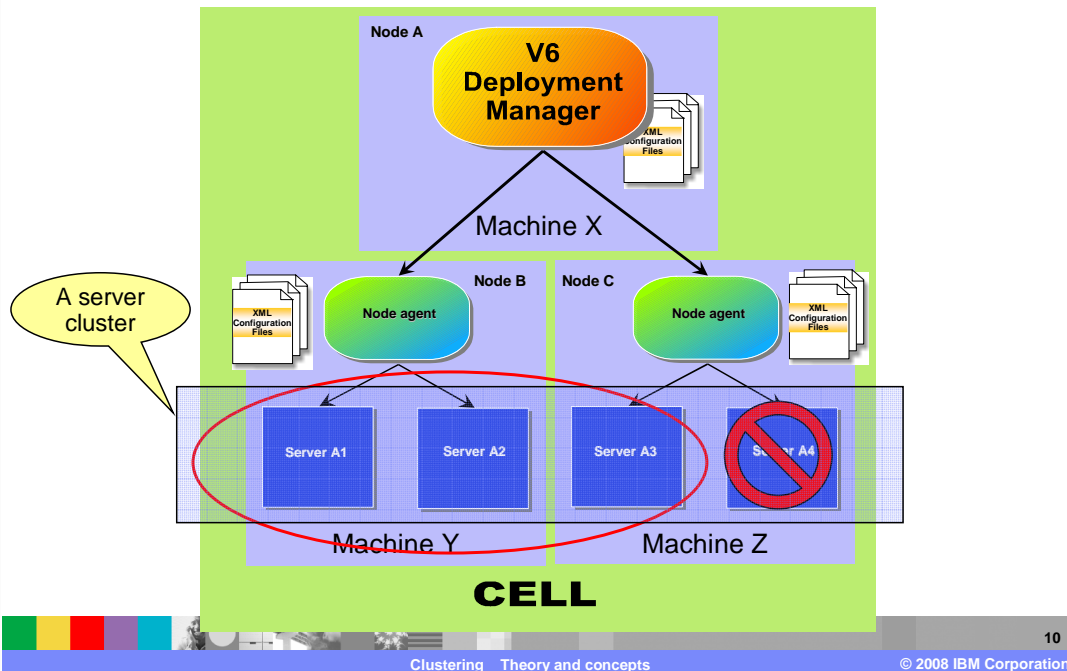 Node A
V6
Deployment
Manager
XML
Configuration
Files
Machine X
A server
cluster
XML
Configuration
Files
Node B
Node agent
Node C
Node agent
XML
Configuration
Files
Server A1
Server A2
Server A3
Server A4
Machine Y
Machine Z
CELL
10
Clustering Theory and concepts
© 2008 IBM Corporation